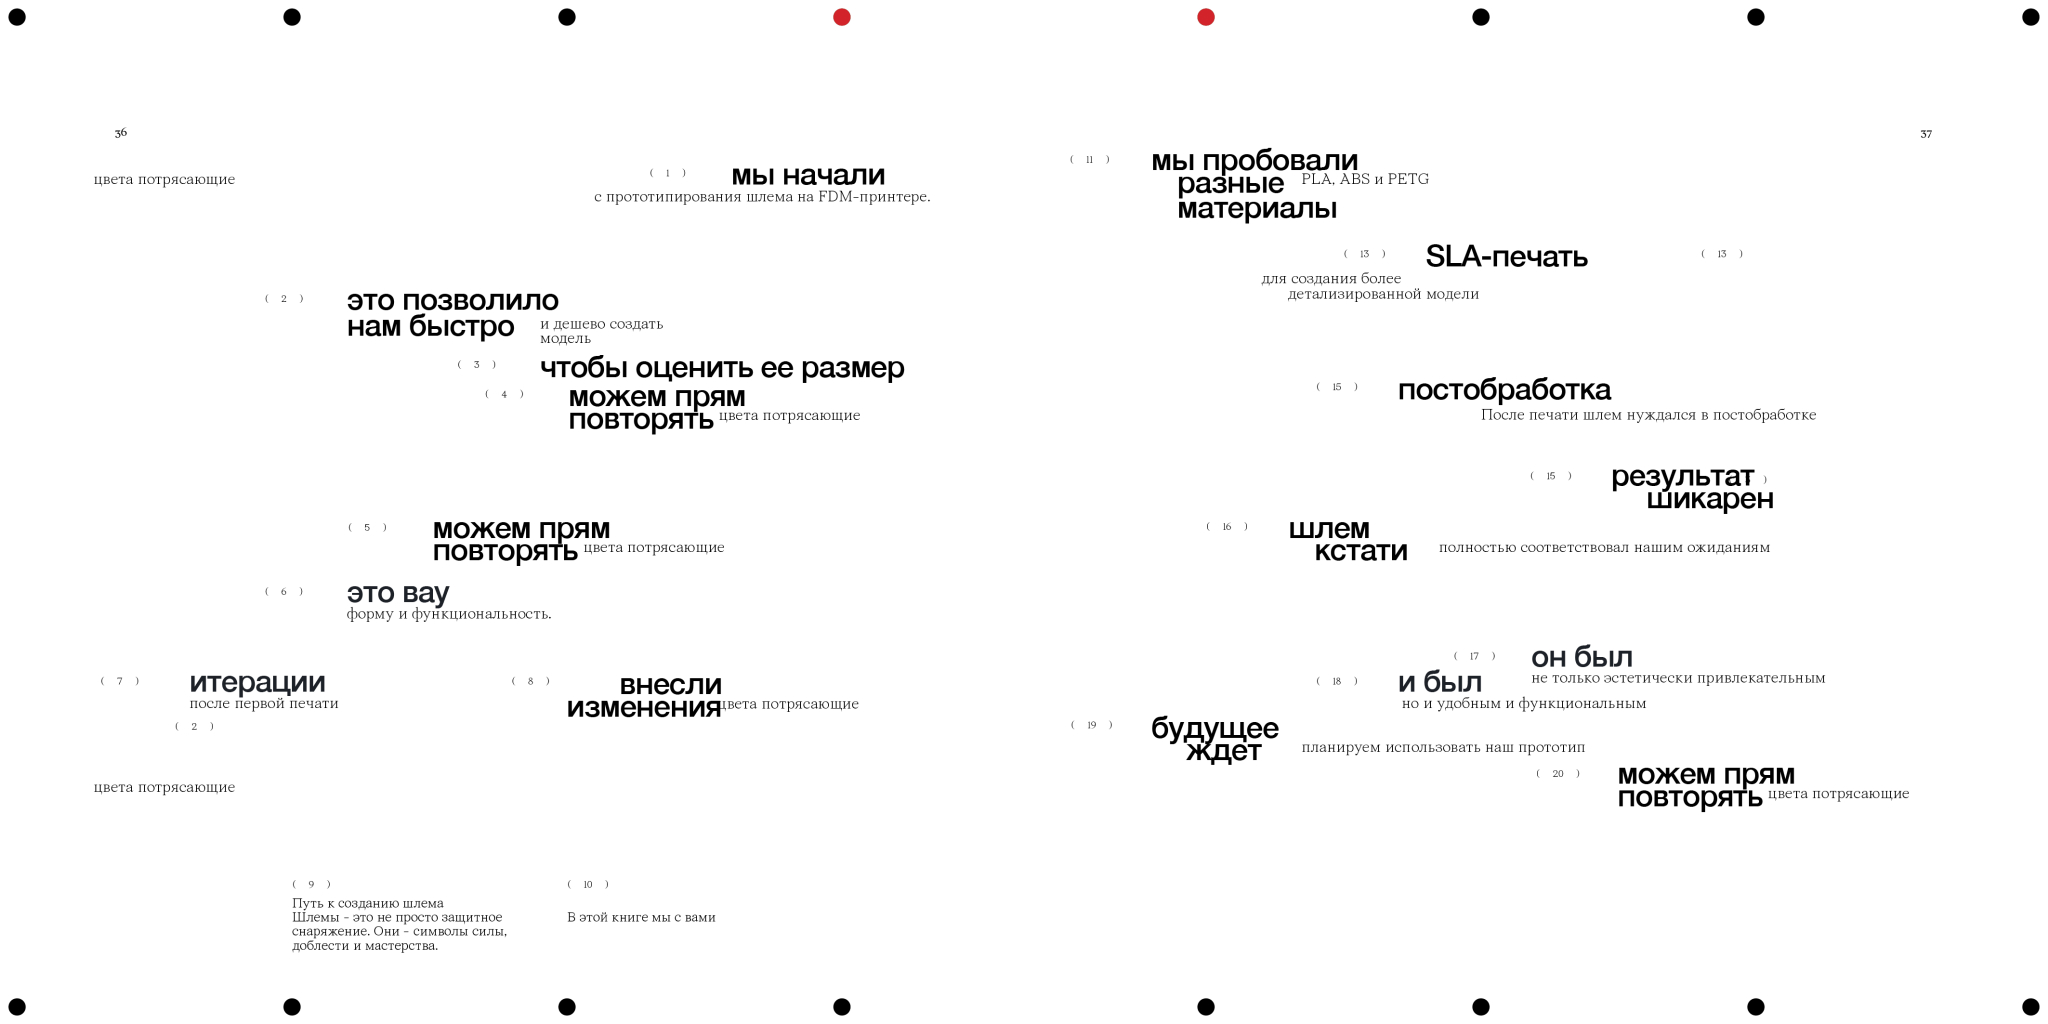 36
цвета потрясающие
( 1 ) мы начали
с прототипирования шлема на FDM-принтере.
( 2 ) это позволило
нам быстро
и дешево создать
модель
( 3 ) чтобы оценить ее размер
( 4 ) можем прям
повторять цвета потрясающие
( 5 ) можем прям
повторять цвета потрясающие
( 6 ) это вау
форму и функциональность.
( 7 ) итерации
после первой печати
( 2 )
( 8 ) внесли
изменения цвета потрясающие
цвета потрясающие
( 9 )
Путь к созданию шлема
Шлемы - это не просто защитное
снаряжение. Они - символы силы,
доблести и мастерства.
( 10 )
В этой книге мы с вами
37
( 11 ) мы пробовали
разные PLA, ABS и PETG
материалы
( 13 ) SLA-печать ( 13 )
для создания более
детализированной модели
( 15 ) постобработка
После печати шлем нуждался в постобработке
( 15 ) результат )
шикарен
( 16 ) шлем
кстати полностью соответствовал нашим ожиданиям
( 17 ) он был
не только эстетически привлекательным
( 18 ) и был
но и удобным и функциональным
( 19 ) будущее
ждет планируем использовать наш прототип
( 20 ) можем прям
повторять цвета потрясающие